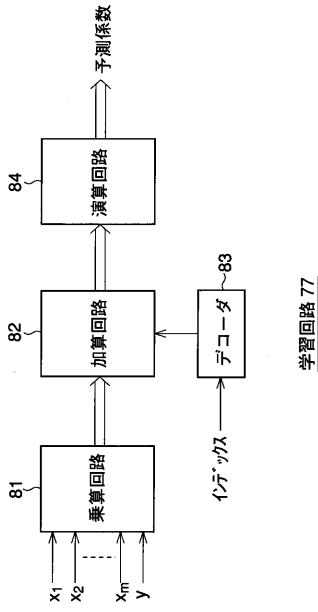 x1
x2
xm
y
81
乗算回路
82
加算回路
84
演算回路
予測係数
インデックス
83
デコーダ
学習回路 77